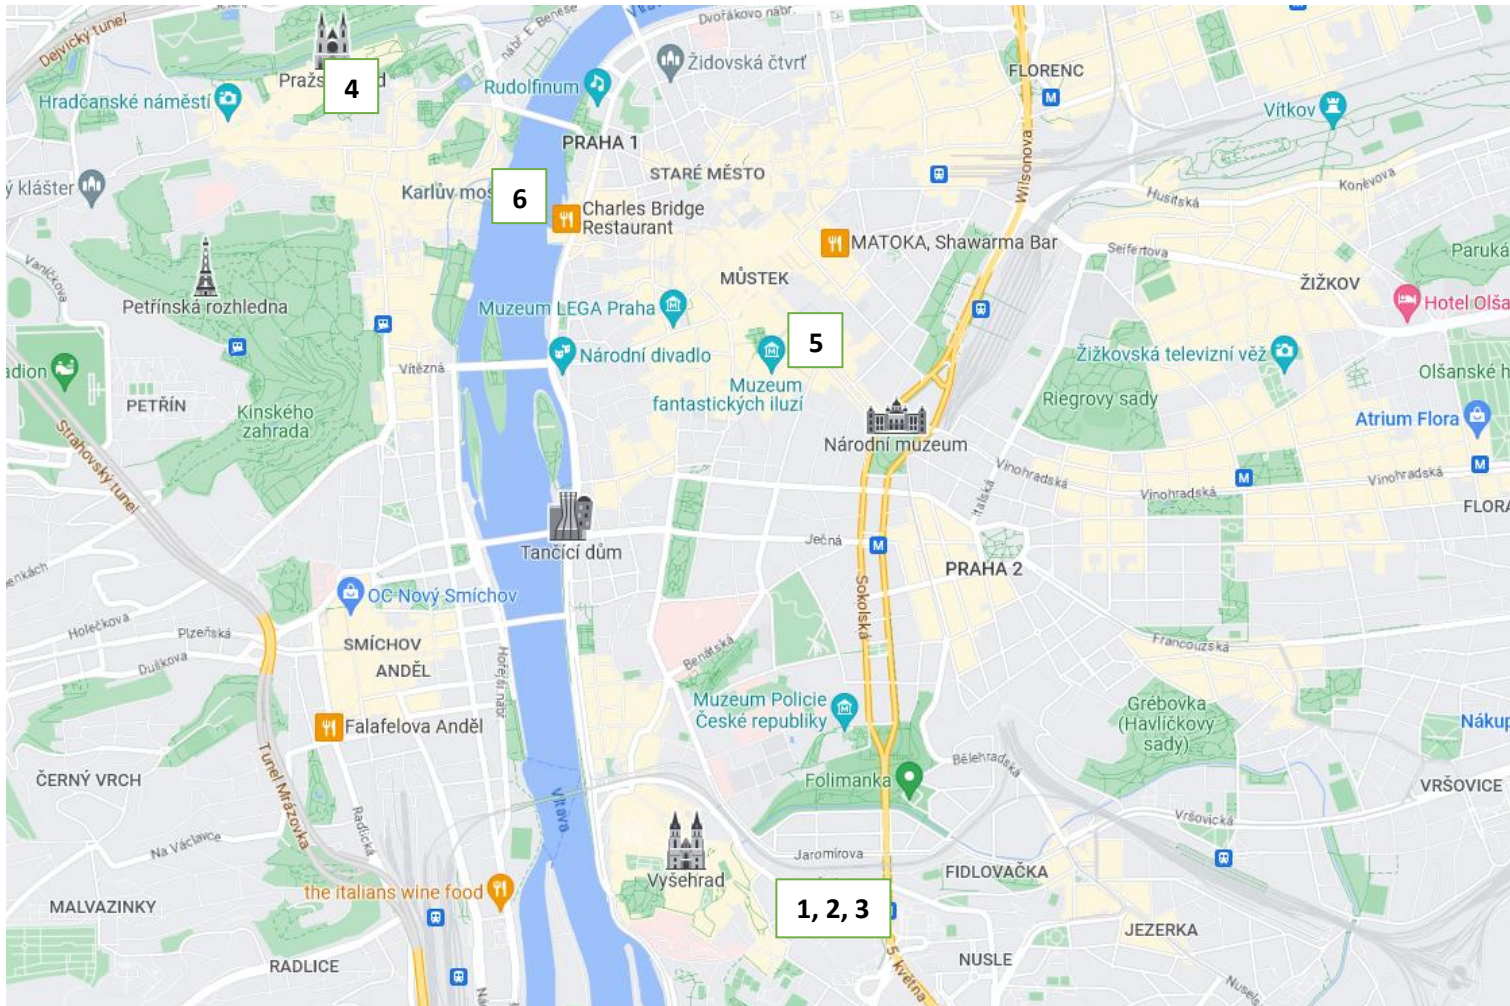 Dejvický tunel
nábř. E. Beneše
Dvořákovo nábř.
Židovská čtvrť
Pražs
4
d
Hradčanské náměstí
Rudolfinum
FLORENC
Vítkov
Wilsonova
PRAHA 1
STARÉ MĚSTO
ý klášter
Karlův mos
6
Charles Bridge
Restaurant
Husitská
Koněvova
MATOKA, Shawarma Bar
Seifertova
Paruká
Vaníčkova
MŮSTEK
ŽIŽKOV
Petřínská rozhledna
Muzeum LEGA Praha
Hotel Olša
5
Národní divadlo
Žižkovská televizní věž
adion
Vítězná
Muzeum
fantastických iluzí
Olšanské h
PETŘÍN
Kinského
zahrada
Riegrovy sady
Atrium Flora
Národní muzeum
Strahovský tunel
Vinohradská
Vinohradská
Vinohradská
Italská
FLORA
Tančící dům
Ječná
PRAHA 2
enkách
OC Nový Smíchov
Sokolská
Holečkova
Plzeňská
SMÍCHOV
Francouzská
Duškova
ANDĚL
Hořejší nábř.
Benátská
Muzeum Policie
České republiky
Grébovka
(Havlíčkovy
sady)
Falafelova Anděl
Nákup
Tunel Mrázovka
Bělehradská
ČERNÝ VRCH
Folimanka
VRŠOVICE
Vltava
Radlická
Vršovická
Na Václavce
Jaromírova
FIDLOVAČKA
Vyšehrad
the italians wine food
MALVAZINKY
1, 2, 3
JEZERKA
RADLICE
5. května
NUSLE
Nusels